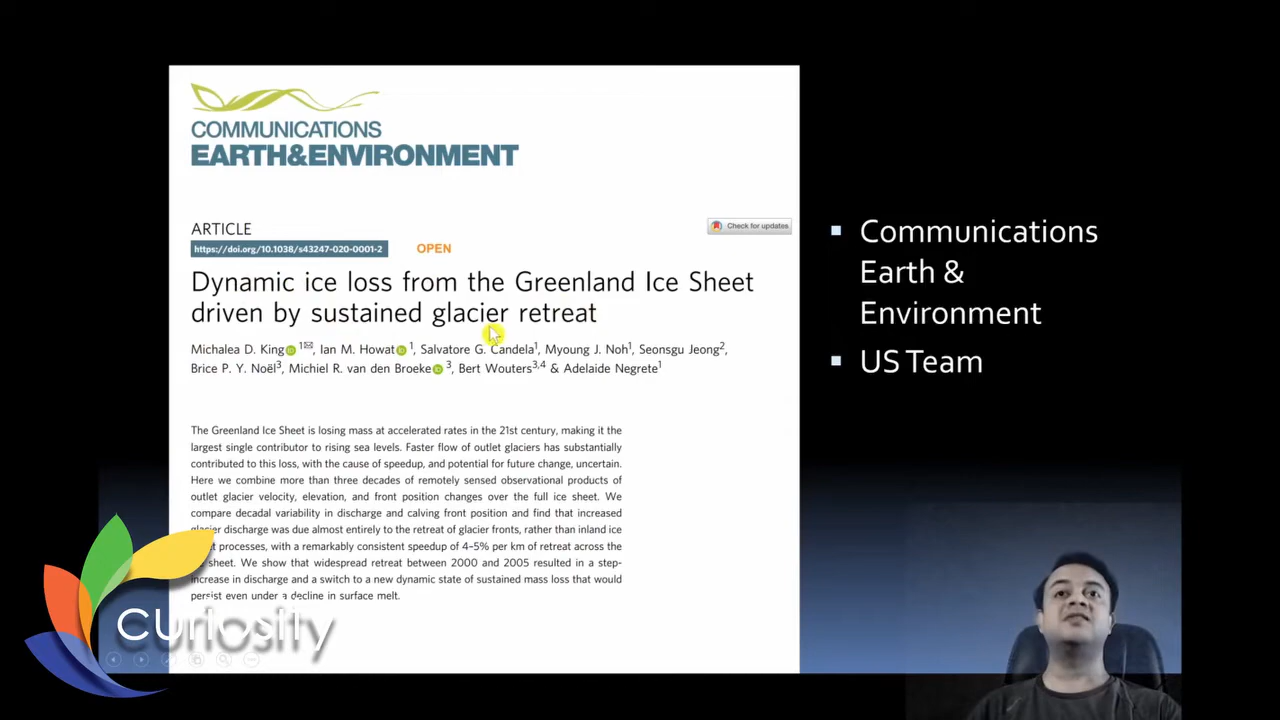 COMMUNICATIONS
EARTH&ENVIRONMENT
ARTICLE
Check for updates
https://doi.org/10.1038/s43247-020-0001-2
OPEN
Dynamic ice loss from the Greenland Ice Sheet
driven by sustained glacier retreat
Michalea D. King 1✉, Ian M. Howat 1, Salvatore G. Candela1, Myoung J. Noh1, Seonsgu Jeong2,
Brice P. Y. Noël3, Michiel R. van den Broeke 3, Bert Wouters3,4 & Adelaide Negrete1
The Greenland Ice Sheet is losing mass at accelerated rates in the 21st century, making it the
largest single contributor to rising sea levels. Faster flow of outlet glaciers has substantially
contributed to this loss, with the cause of speedup, and potential for future change, uncertain.
Here we combine more than three decades of remotely sensed observational products of
outlet glacier velocity, elevation, and front position changes over the full ice sheet. We
compare decadal variability in discharge and calving front position and find that increased
glacier discharge was due almost entirely to the retreat of glacier fronts, rather than inland ice
processes, with a remarkably consistent speedup of 4–5% per km of retreat across the
sheet. We show that widespread retreat between 2000 and 2005 resulted in a step-
increase in discharge and a switch to a new dynamic state of sustained mass loss that would
persist even under a decline in surface melt.
Communications
Earth &
Environment
US Team
curiosity